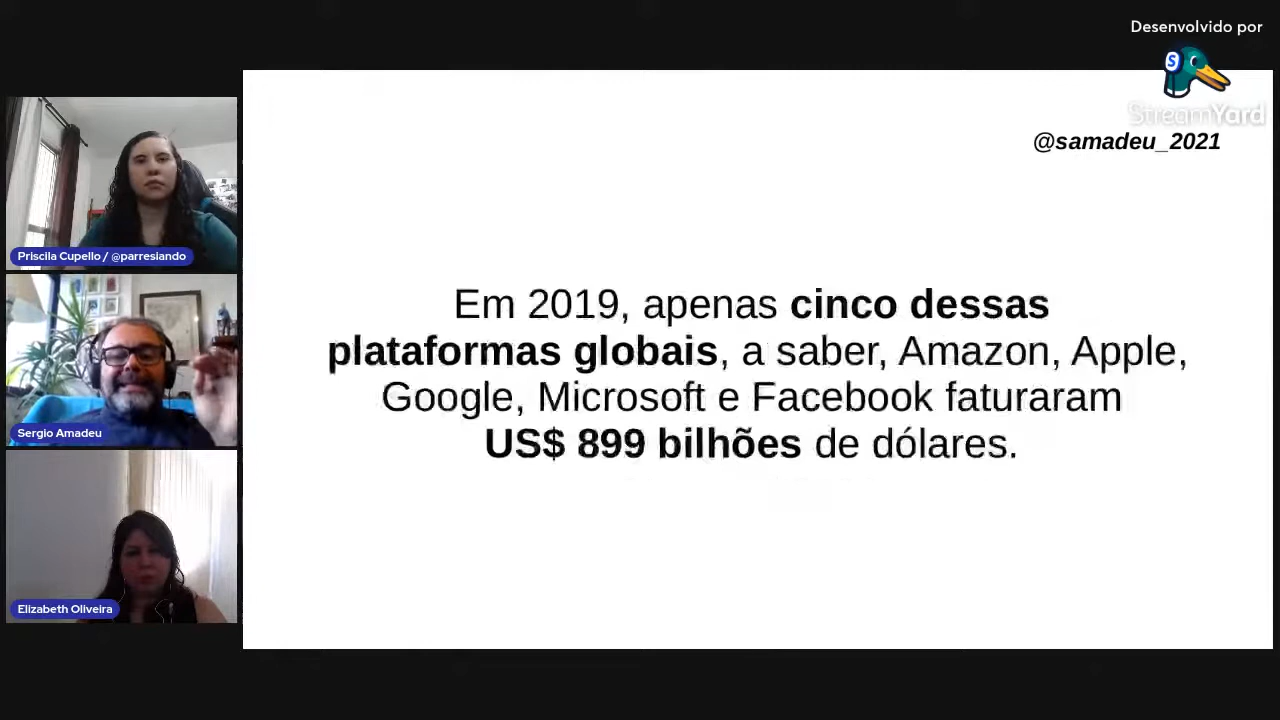 Desenvolvido por
StreamYard
@samadeu_2021
Priscila Cupello / @parresiando
Sergio Amadeu
Elizabeth Oliveira
Em 2019, apenas cinco dessas
plataformas globais, a saber, Amazon, Apple,
Google, Microsoft e Facebook faturaram
US$ 899 bilhões de dólares.